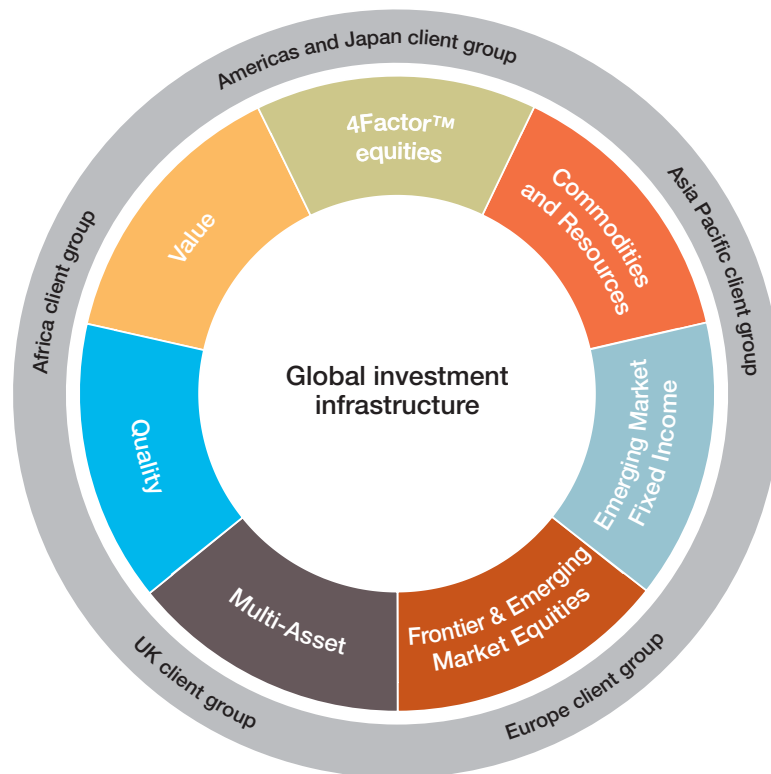 Americas and Japan client group
4Factor™
equities
Commodities
and Resources
Asia Pacific client group
Emerging Market
Fixed Income
Frontier & Emerging
Market Equities
Europe client group
Multi-Asset
UK client group
Quality
Africa client group
Value
Global investment
infrastructure